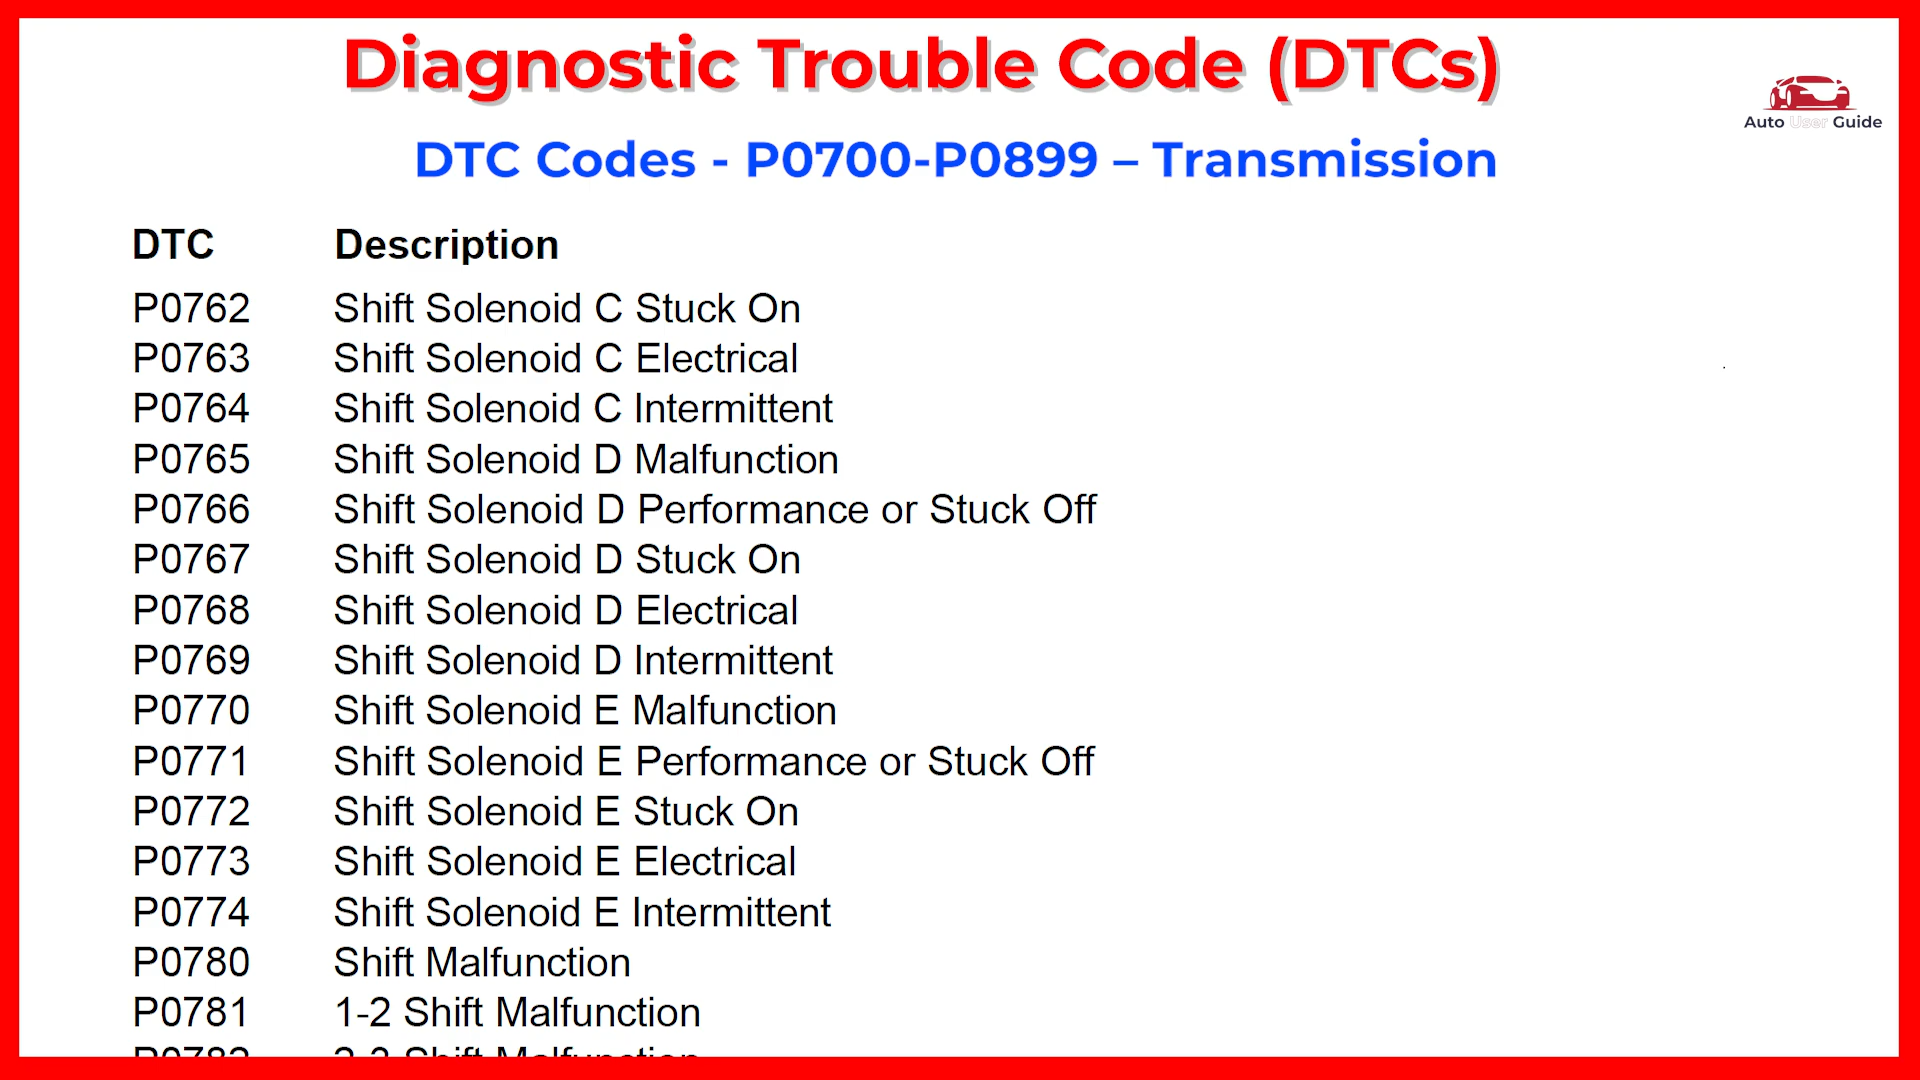 Diagnostic Trouble Code (DTCs)
Auto User Guide
DTC Codes - P0700-P0899 – Transmission
DTC Description
P0762 Shift Solenoid C Stuck On
P0763 Shift Solenoid C Electrical
P0764 Shift Solenoid C Intermittent
P0765 Shift Solenoid D Malfunction
P0766 Shift Solenoid D Performance or Stuck Off
P0767 Shift Solenoid D Stuck On
P0768 Shift Solenoid D Electrical
P0769 Shift Solenoid D Intermittent
P0770 Shift Solenoid E Malfunction
P0771 Shift Solenoid E Performance or Stuck Off
P0772 Shift Solenoid E Stuck On
P0773 Shift Solenoid E Electrical
P0774 Shift Solenoid E Intermittent
P0780 Shift Malfunction
P0781 1-2 Shift Malfunction
Shift Malfunction